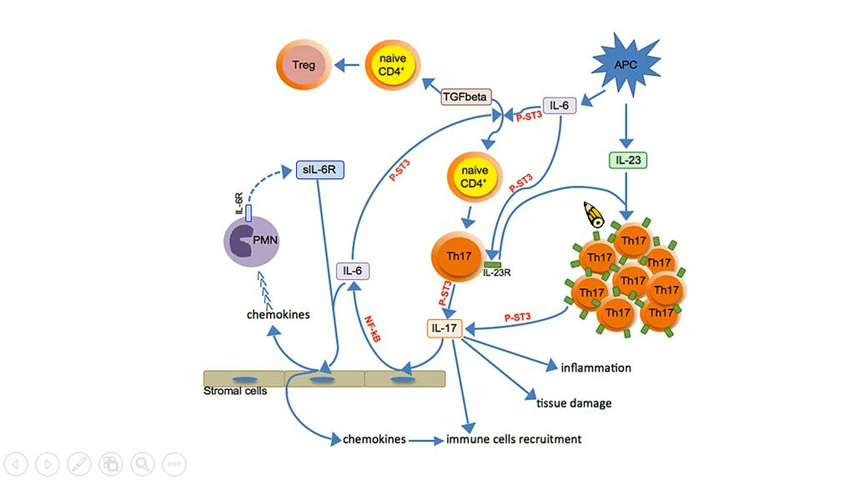 Treg
naive
CD4+
APC
TGFbeta
IL-6
P-ST3
IL-23
P-ST3
sIL-6R
P-ST3
naive
CD4+
IL-6R
PMN
Th17
Th17
Th17
Th17
IL-6
IL-23R
Th17
Th17
Th17
P-ST3
chemokines
Th17
Th17
P-ST3
NF-kB
IL-17
inflammation
Stromal cells
tissue damage
chemokines
immune cells recruitment